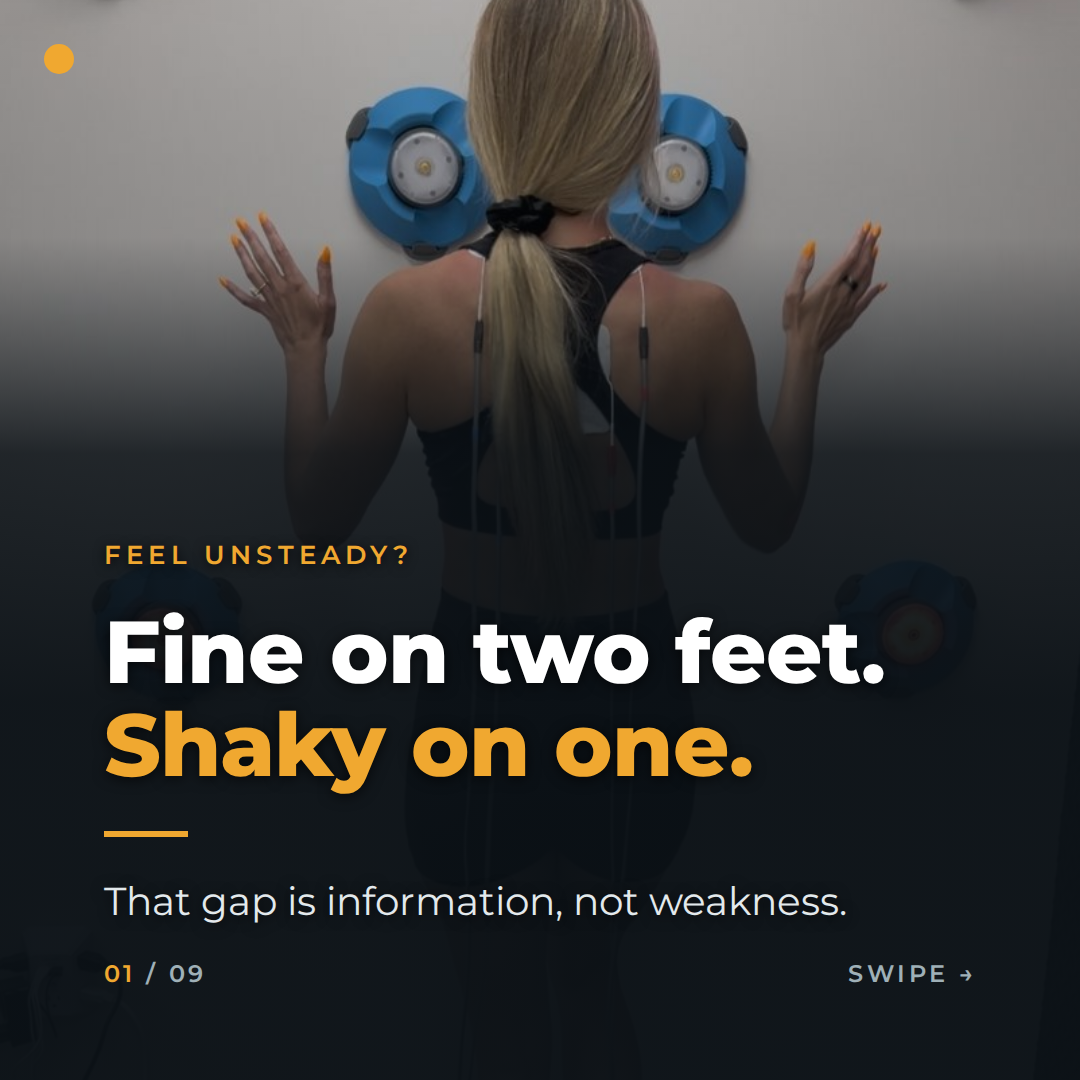 FEEL UNSTEADY?
Fine on two feet.
Shaky on one.
That gap is information, not weakness.
01 / 09
SWIPE →